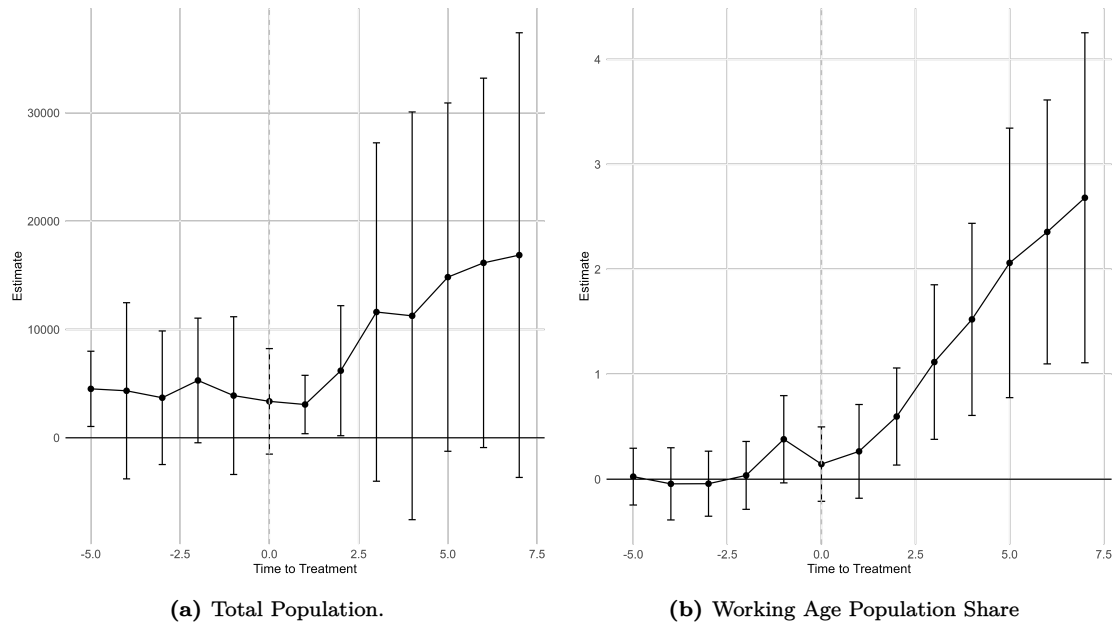 30000
20000
10000
0
Estimate
-5.0 -2.5 0.0 2.5 5.0 7.5
Time to Treatment
(a) Total Population.
4
3
2
1
0
Estimate
-5.0 -2.5 0.0 2.5 5.0 7.5
Time to Treatment
(b) Working Age Population Share